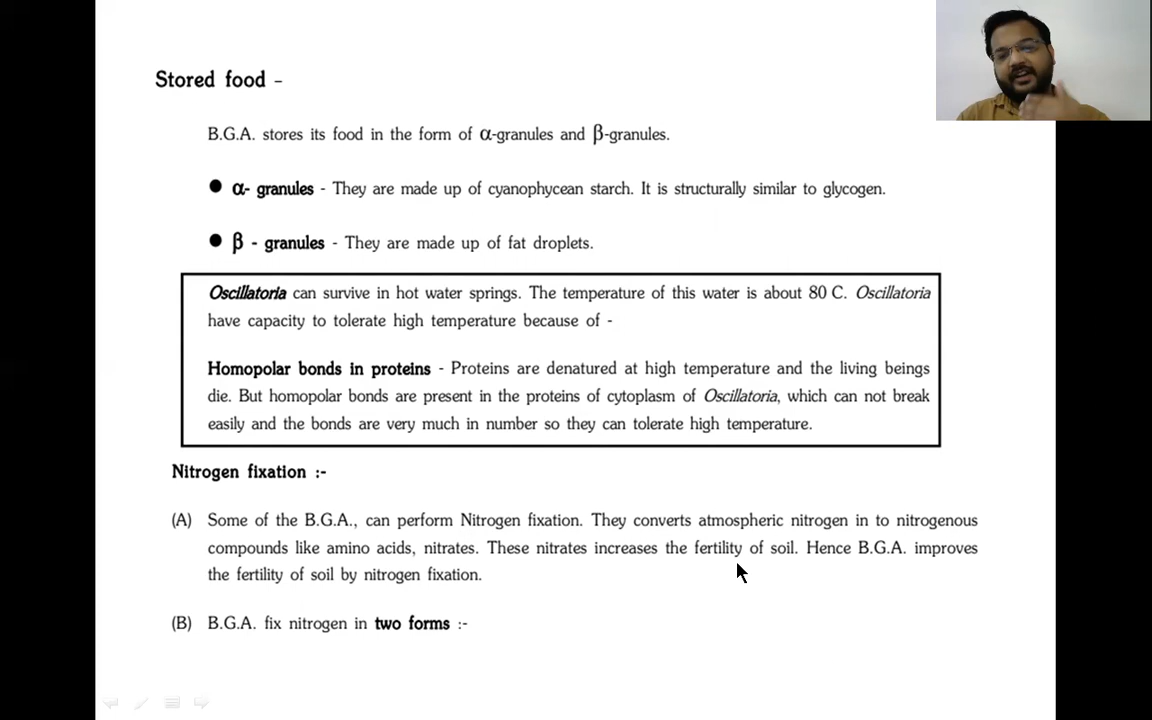 Stored food -
B.G.A. stores its food in the form of α-granules and β-granules.
● α- granules - They are made up of cyanophycean starch. It is structurally similar to glycogen.
● β - granules - They are made up of fat droplets.
Oscillatoria can survive in hot water springs. The temperature of this water is about 80 C. Oscillatoria
have capacity to tolerate high temperature because of -
Homopolar bonds in proteins - Proteins are denatured at high temperature and the living beings
die. But homopolar bonds are present in the proteins of cytoplasm of Oscillatoria, which can not break
easily and the bonds are very much in number so they can tolerate high temperature.
Nitrogen fixation :-
(A) Some of the B.G.A., can perform Nitrogen fixation. They converts atmospheric nitrogen in to nitrogenous
compounds like amino acids, nitrates. These nitrates increases the fertility of soil. Hence B.G.A. improves
the fertility of soil by nitrogen fixation.
(B) B.G.A. fix nitrogen in two forms :-